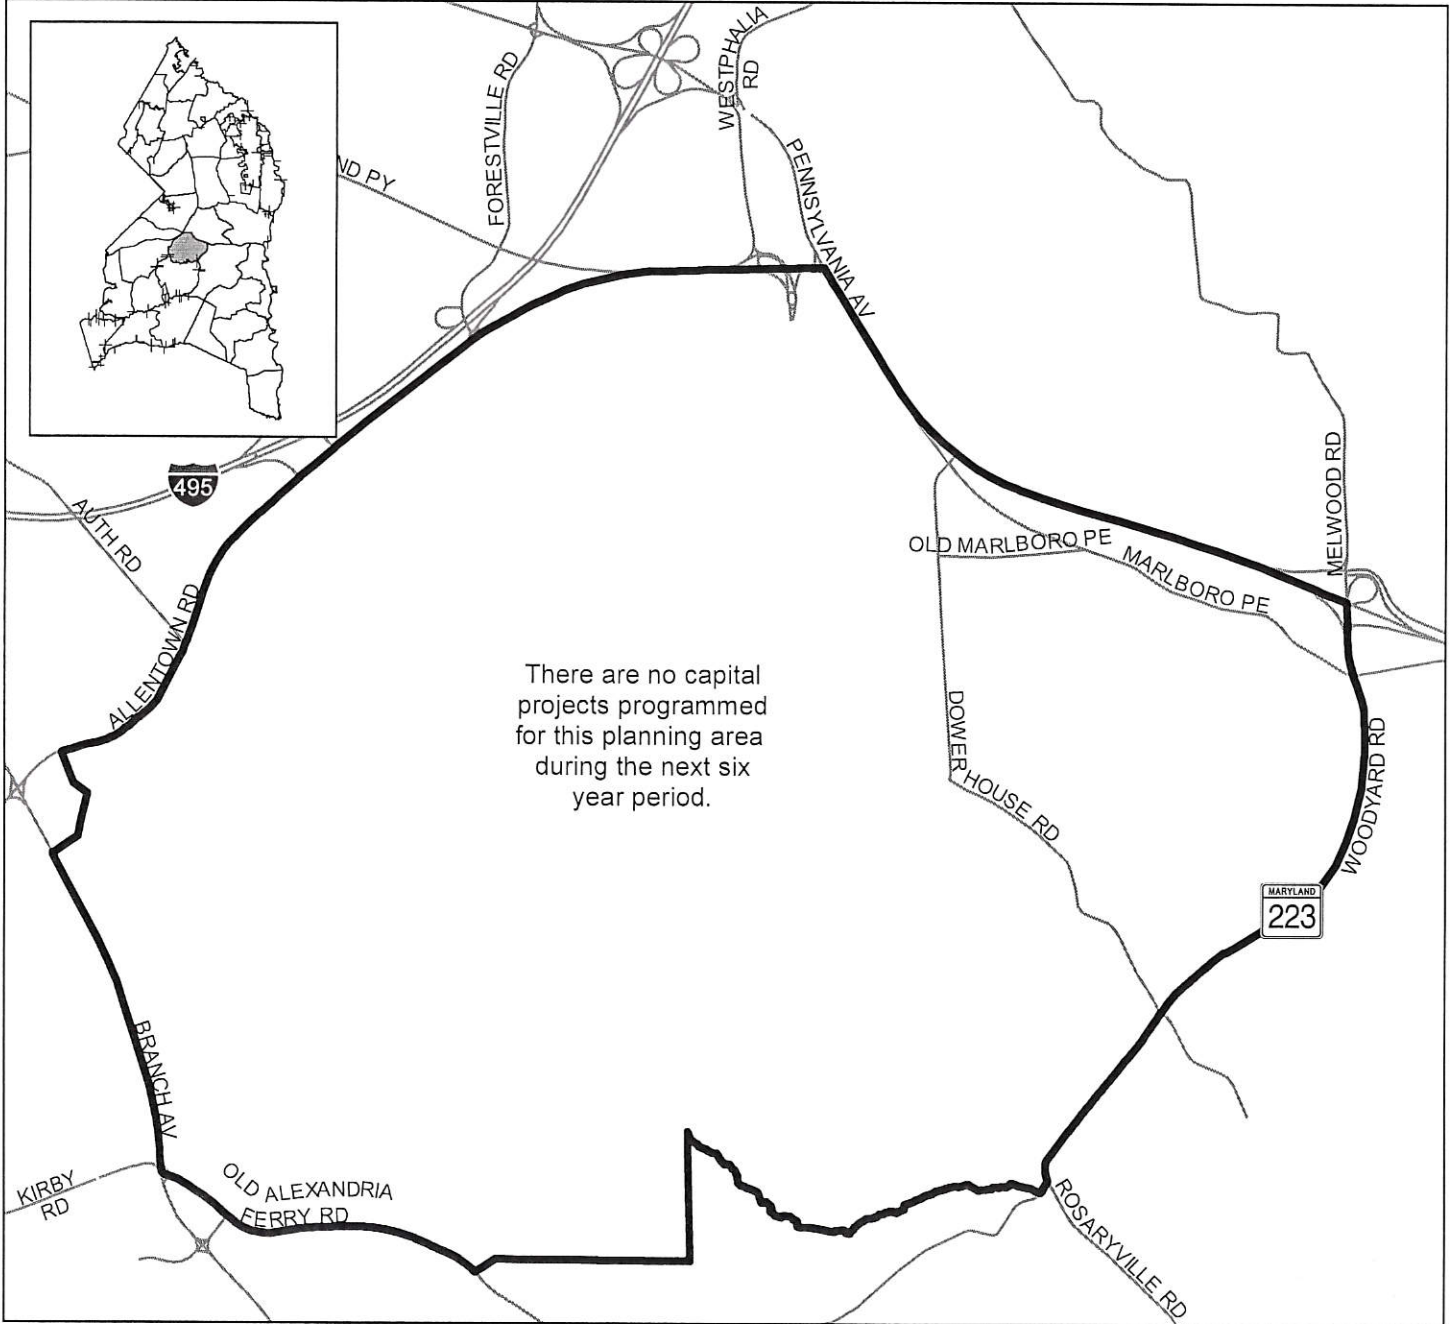 FORESTVILLE RD
WESTPHALIA
RD
ND PY
PENNSYLVANIA AV
495
AUTH RD
ALLENTOWN RD
MELWOOD RD
OLD MARLBORO PE
MARLBORO PE
There are no capital
projects programmed
for this planning area
during the next six
year period.
DOWER
HOUSE RD
WOODYARD RD
MARYLAND
223
BRANCH AV
KIRBY
RD
OLD ALEXANDRIA
FERRY RD
ROSARYVILLE RD